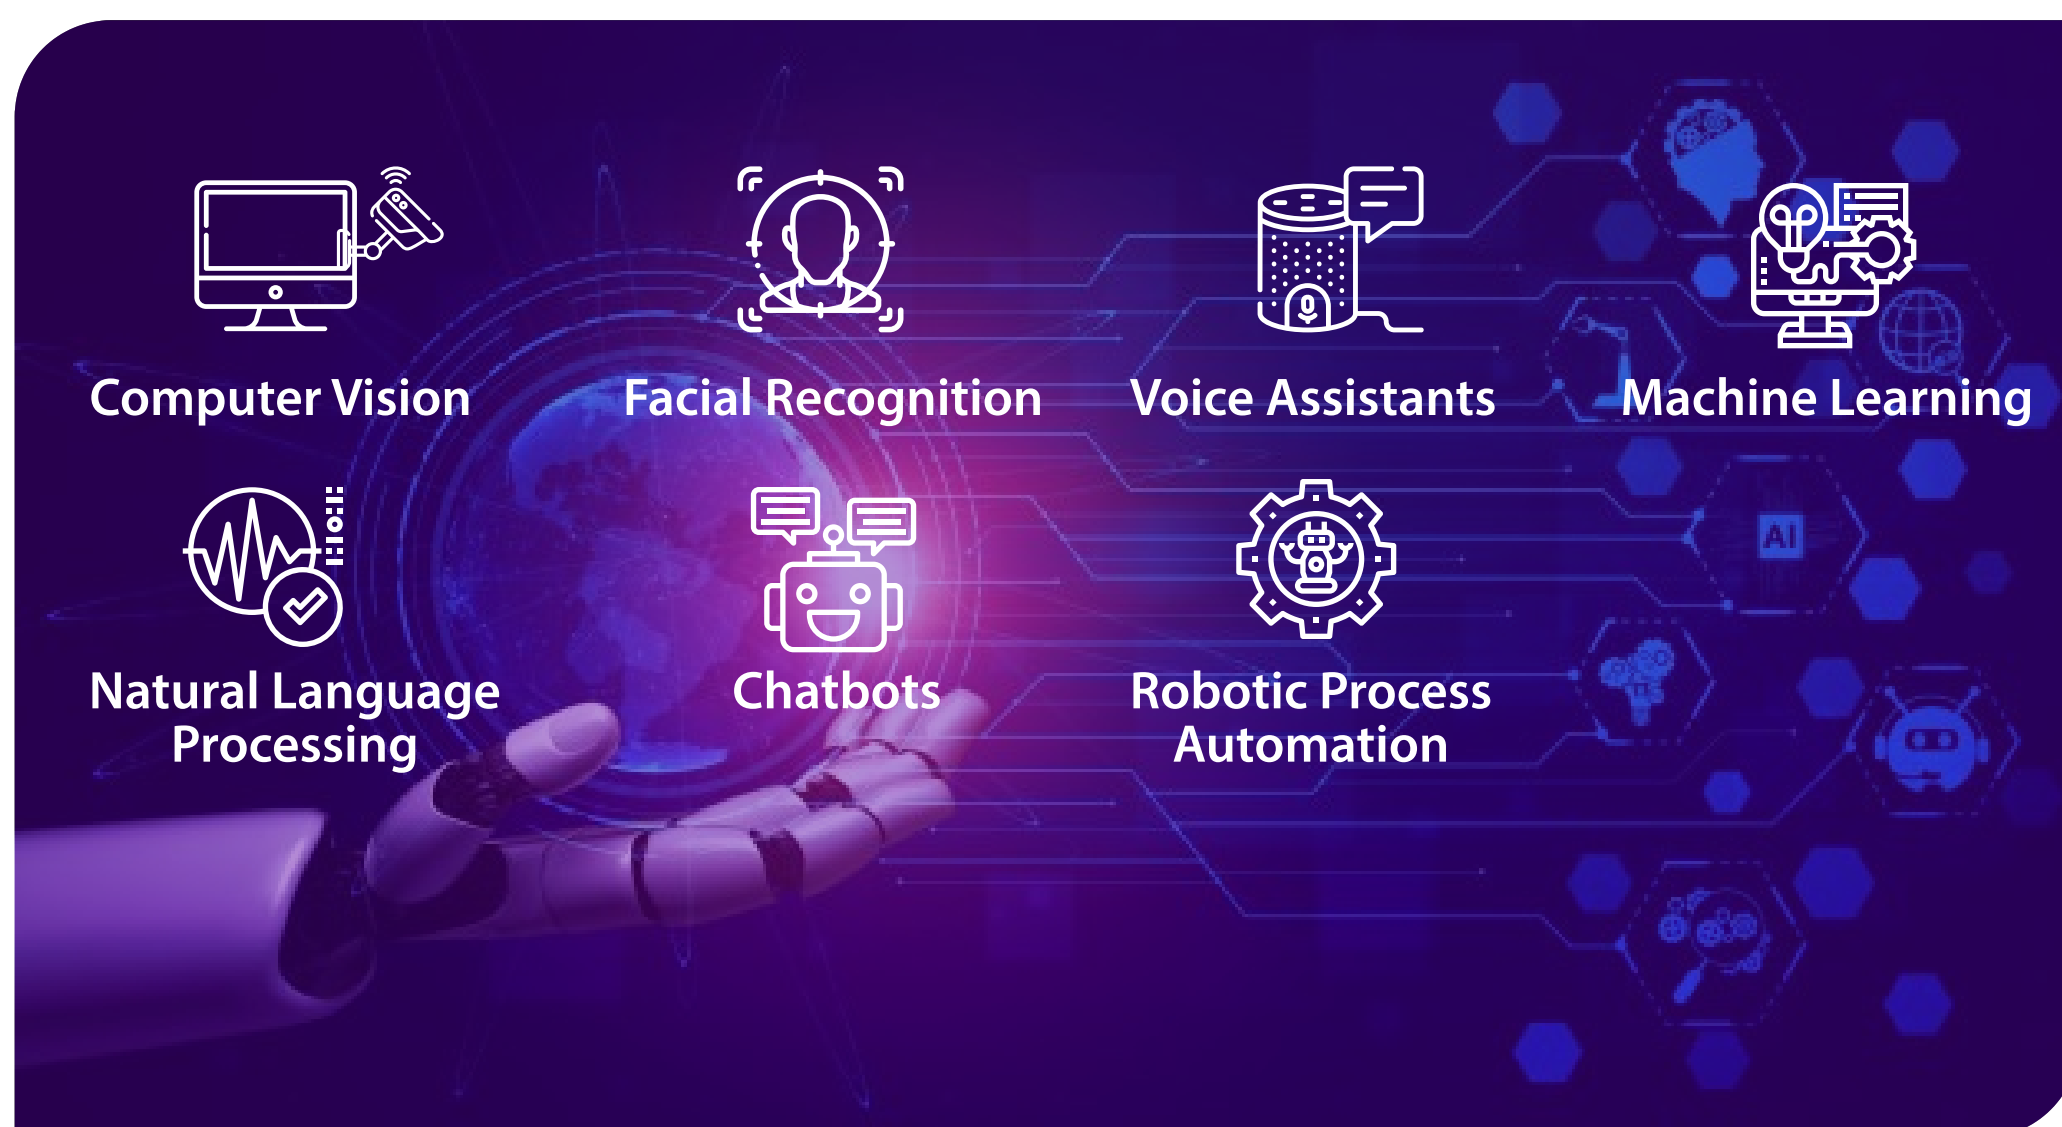 Computer Vision
Facial Recognition
Voice Assistants
Machine Learning
Natural Language
Processing
Chatbots
Robotic Process
Automation
AI